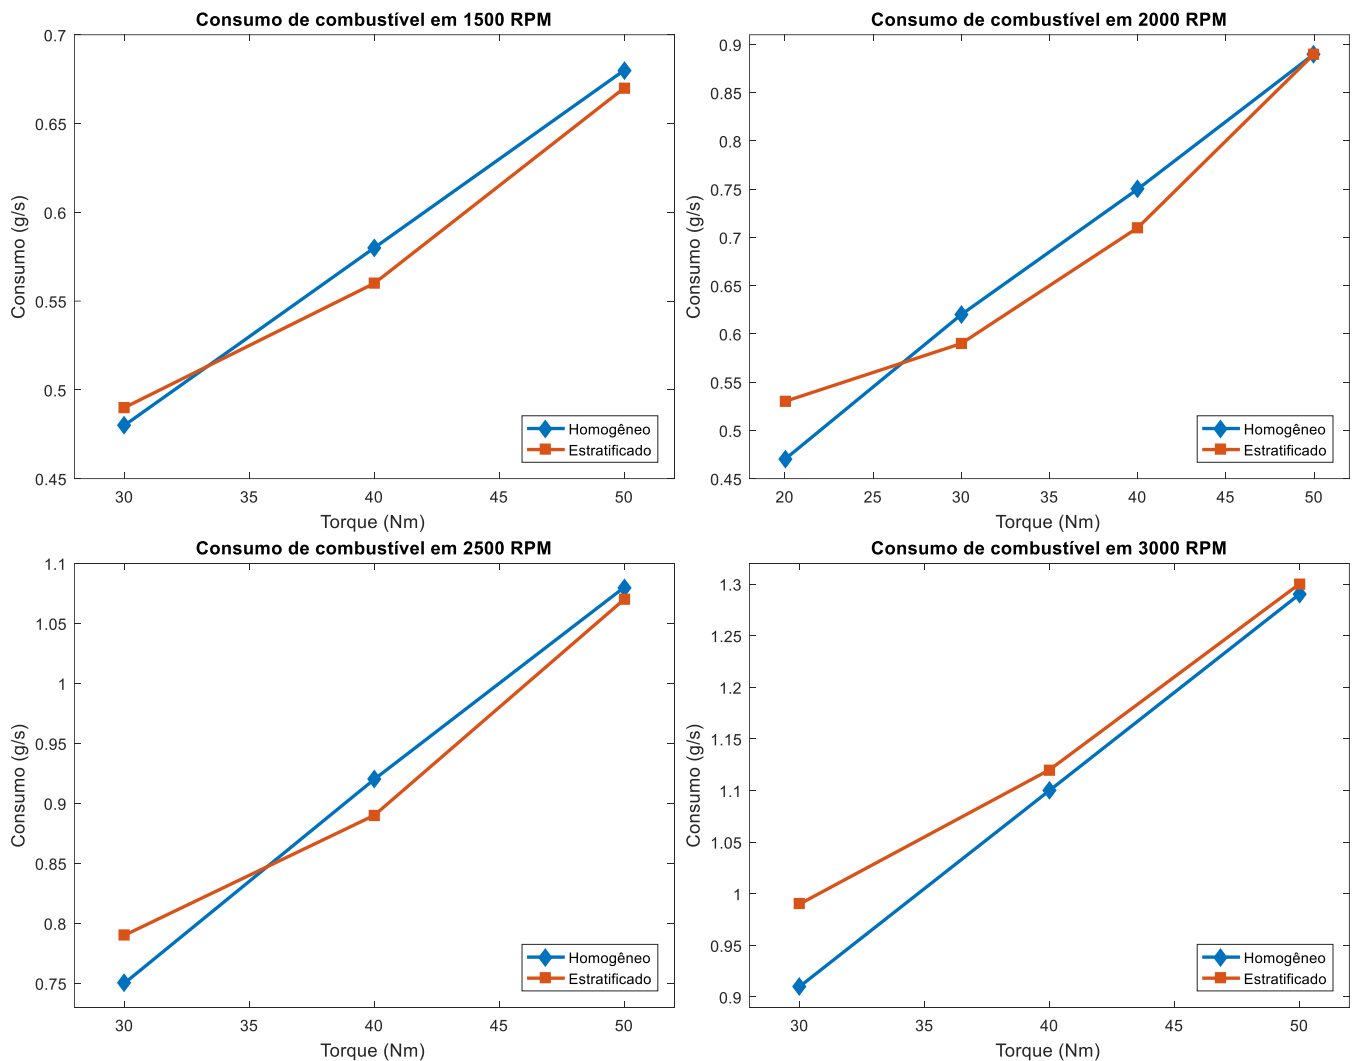 Consumo de combustível em 1500 RPM
0.7
0.65
0.6
0.55
0.5
0.45
Consumo (g/s)
30 35 40 45 50
Torque (Nm)
Homogêneo
Estratificado
Consumo de combustível em 2000 RPM
0.9
0.85
0.8
0.75
0.7
0.65
0.6
0.55
0.5
0.45
Consumo (g/s)
20 25 30 35 40 45 50
Torque (Nm)
Homogêneo
Estratificado
Consumo de combustível em 2500 RPM
1.1
1.05
1
0.95
0.9
0.85
0.8
0.75
Consumo (g/s)
30 35 40 45 50
Torque (Nm)
Homogêneo
Estratificado
Consumo de combustível em 3000 RPM
1.3
1.25
1.2
1.15
1.1
1.05
1
0.95
0.9
Consumo (g/s)
30 35 40 45 50
Torque (Nm)
Homogêneo
Estratificado